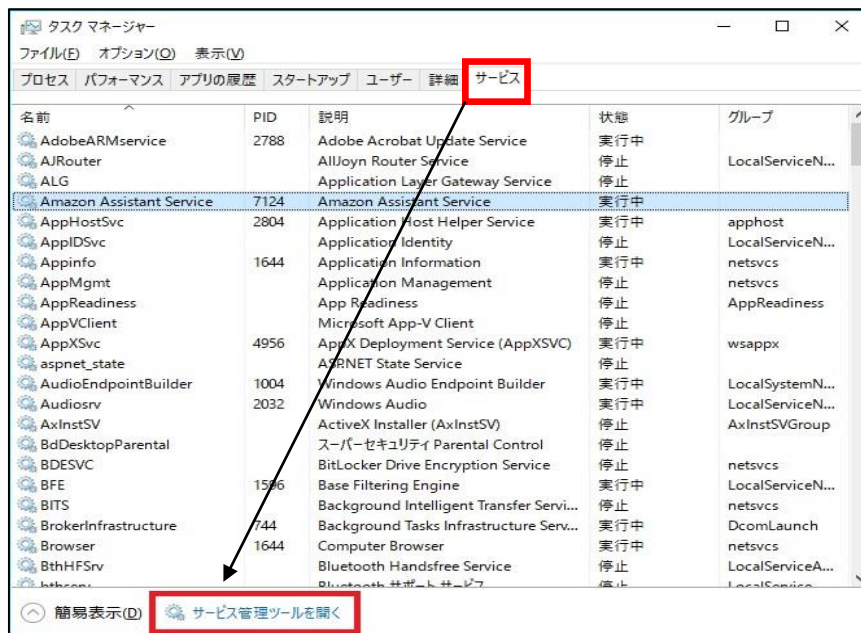 タスク マネージャー
ファイル(F) オプション(O) 表示(V)
プロセス パフォーマンス アプリの履歴 スタートアップ ユーザー 詳細 サービス
名前 PID 説明 状態 グループ
AdobeARMservice 2788 Adobe Acrobat Update Service 実行中
AJRouter AllJoyn Router Service 停止 LocalServiceN...
ALG Application Layer Gateway Service 停止
Amazon Assistant Service 7124 Amazon Assistant Service 実行中
AppHostSvc 2804 Application Host Helper Service 実行中 apphost
AppIDSvc Application Identity 停止 LocalServiceN...
Appinfo 1644 Application Information 実行中 netsvcs
AppMgmt Application Management 停止 netsvcs
AppReadiness App Readiness 停止 AppReadiness
AppVClient Microsoft App-V Client 停止
AppXSvc 4956 AppX Deployment Service (AppXSVC) 実行中 wsappx
aspnet_state ASP.NET State Service 停止
AudioEndpointBuilder 1004 Windows Audio Endpoint Builder 実行中 LocalSystemN...
Audiosrv 2032 Windows Audio 実行中 LocalServiceN...
AxInstSV ActiveX Installer (AxInstSV) 停止 AxInstSVGroup
BdDesktopParental スーパーセキュリティ Parental Control 停止
BDESVC BitLocker Drive Encryption Service 停止 netsvcs
BFE 1596 Base Filtering Engine 実行中 LocalServiceN...
BITS Background Intelligent Transfer Servi... 停止 netsvcs
BrokerInfrastructure 744 Background Tasks Infrastructure Serv... 実行中 DcomLaunch
Browser 1644 Computer Browser 実行中 netsvcs
BthHFSrv Bluetooth Handsfree Service 停止 LocalServiceA...
bthserv Bluetooth サポート サービス 停止 LocalService
簡易表示(D) サービス管理ツールを開く